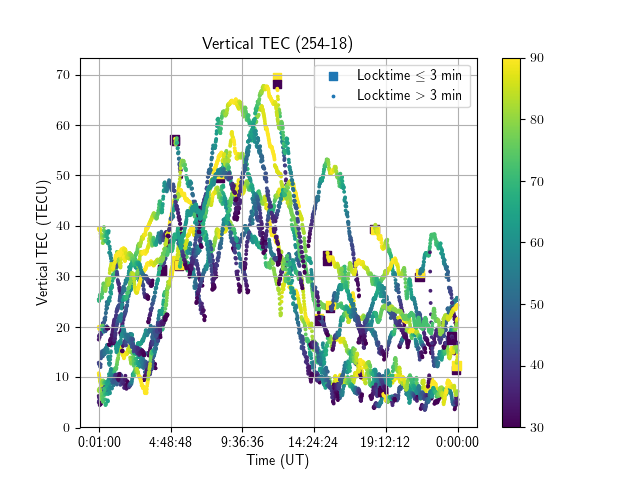 Vertical TEC (254-18)
Locktime ≤ 3 min
Locktime > 3 min
Vertical TEC (TECU)
70
60
50
40
30
20
10
0
0:01:00 4:48:48 9:36:36 14:24:24 19:12:12 0:00:00
Time (UT)
90
80
70
60
50
40
30